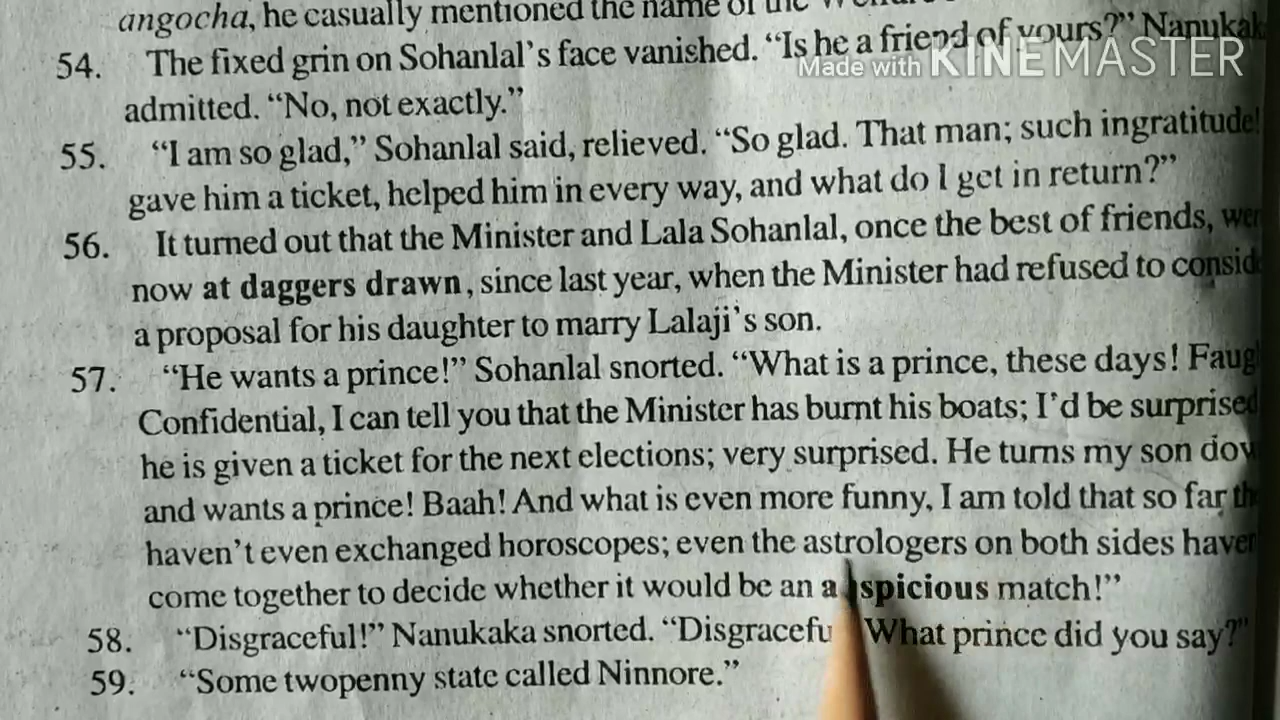 angocha, he casually mentioned the name of the
54. The fixed grin on Sohanlal's face vanished. "Is he a friend of yours?" Nanukak
Made with KINEMASTER
admitted. "No, not exactly."
55. "I am so glad," Sohanlal said, relieved. "So glad. That man; such ingratitude!
gave him a ticket, helped him in every way, and what do I get in return?"
56. It turned out that the Minister and Lala Sohanlal, once the best of friends, wer
now at daggers drawn, since last year, when the Minister had refused to consid
a proposal for his daughter to marry Lalaji's son.
57. "He wants a prince!" Sohanlal snorted. "What is a prince, these days! Faug
Confidential, I can tell you that the Minister has burnt his boats; I'd be surprised
he is given a ticket for the next elections; very surprised. He turns my son dow
and wants a prince! Baah! And what is even more funny, I am told that so far th
haven't even exchanged horoscopes; even the astrologers on both sides haven
come together to decide whether it would be an a spicious match!"
58. "Disgraceful!" Nanukaka snorted. "Disgracefu What prince did you say?"
59. "Some twopenny state called Ninnore."